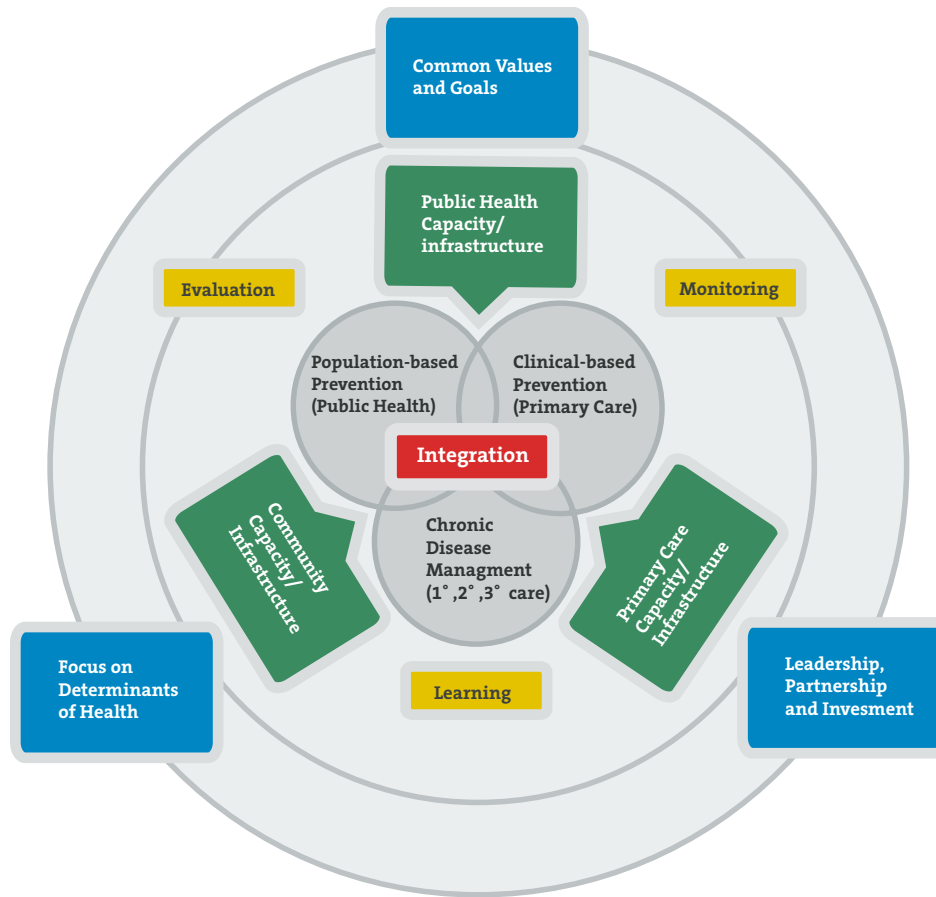 Common Values
and Goals
Public Health
Capacity/
infrastructure
Evaluation
Monitoring
Population-based
Prevention
(Public Health)
Clinical-based
Prevention
(Primary Care)
Integration
Chronic
Disease
Managment
(1°,2°,3° care)
Community
Capacity/
Infrastructure
Primary Care
Capacity/
Infrastructure
Focus on
Determinants
of Health
Learning
Leadership,
Partnership
and Invesment